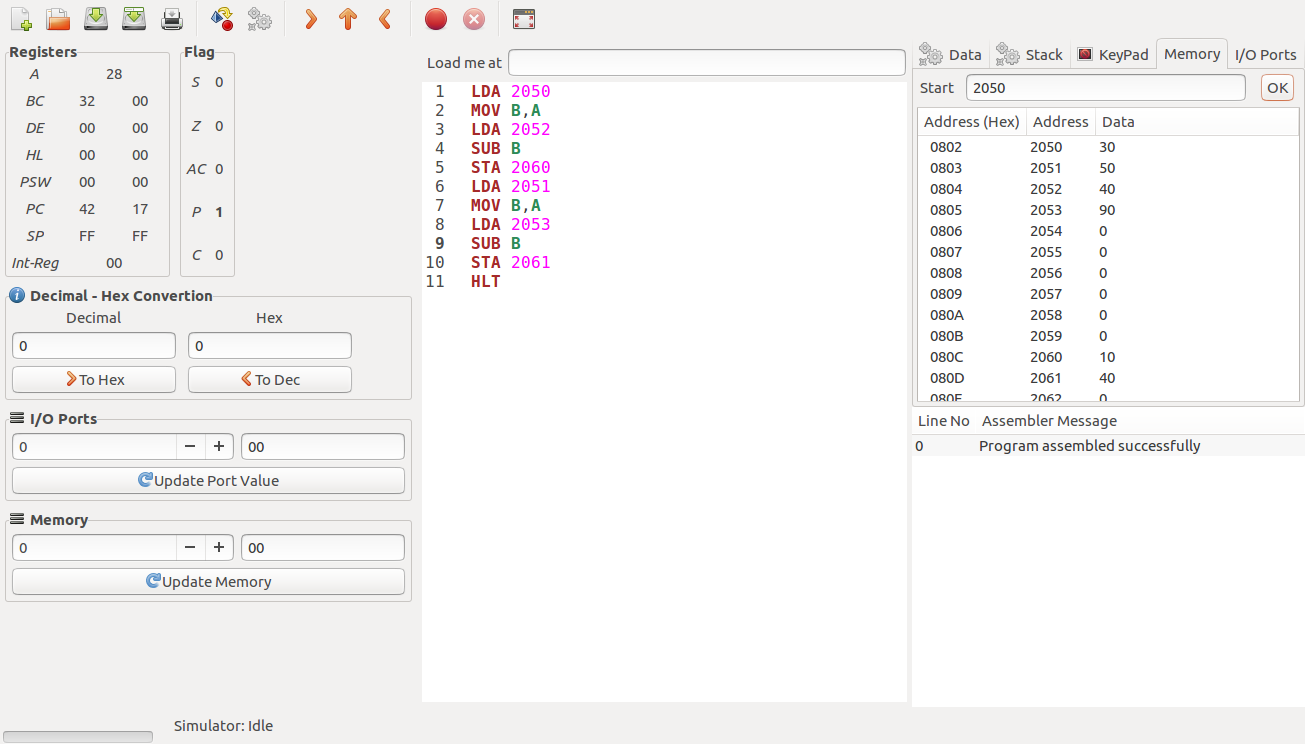 Registers
A 28
BC 32 00
DE 00 00
HL 00 00
PSW 00 00
PC 42 17
SP FF FF
Int-Reg 00
Flag
S 0
Z 0
AC 0
P 1
C 0
Decimal - Hex Convertion
Decimal Hex
0 0
To Hex To Dec
I/O Ports
0 − + 00
Update Port Value
Memory
0 − + 00
Update Memory
Simulator: Idle
Load me at
1 LDA 2050
2 MOV B,A
3 LDA 2052
4 SUB B
5 STA 2060
6 LDA 2051
7 MOV B,A
8 LDA 2053
9 SUB B
10 STA 2061
11 HLT
Data Stack KeyPad Memory I/O Ports
Start 2050 OK
Address (Hex) Address Data
0802 2050 30
0803 2051 50
0804 2052 40
0805 2053 90
0806 2054 0
0807 2055 0
0808 2056 0
0809 2057 0
080A 2058 0
080B 2059 0
080C 2060 10
080D 2061 40
080E 2062 0
Line No Assembler Message
0 Program assembled successfully